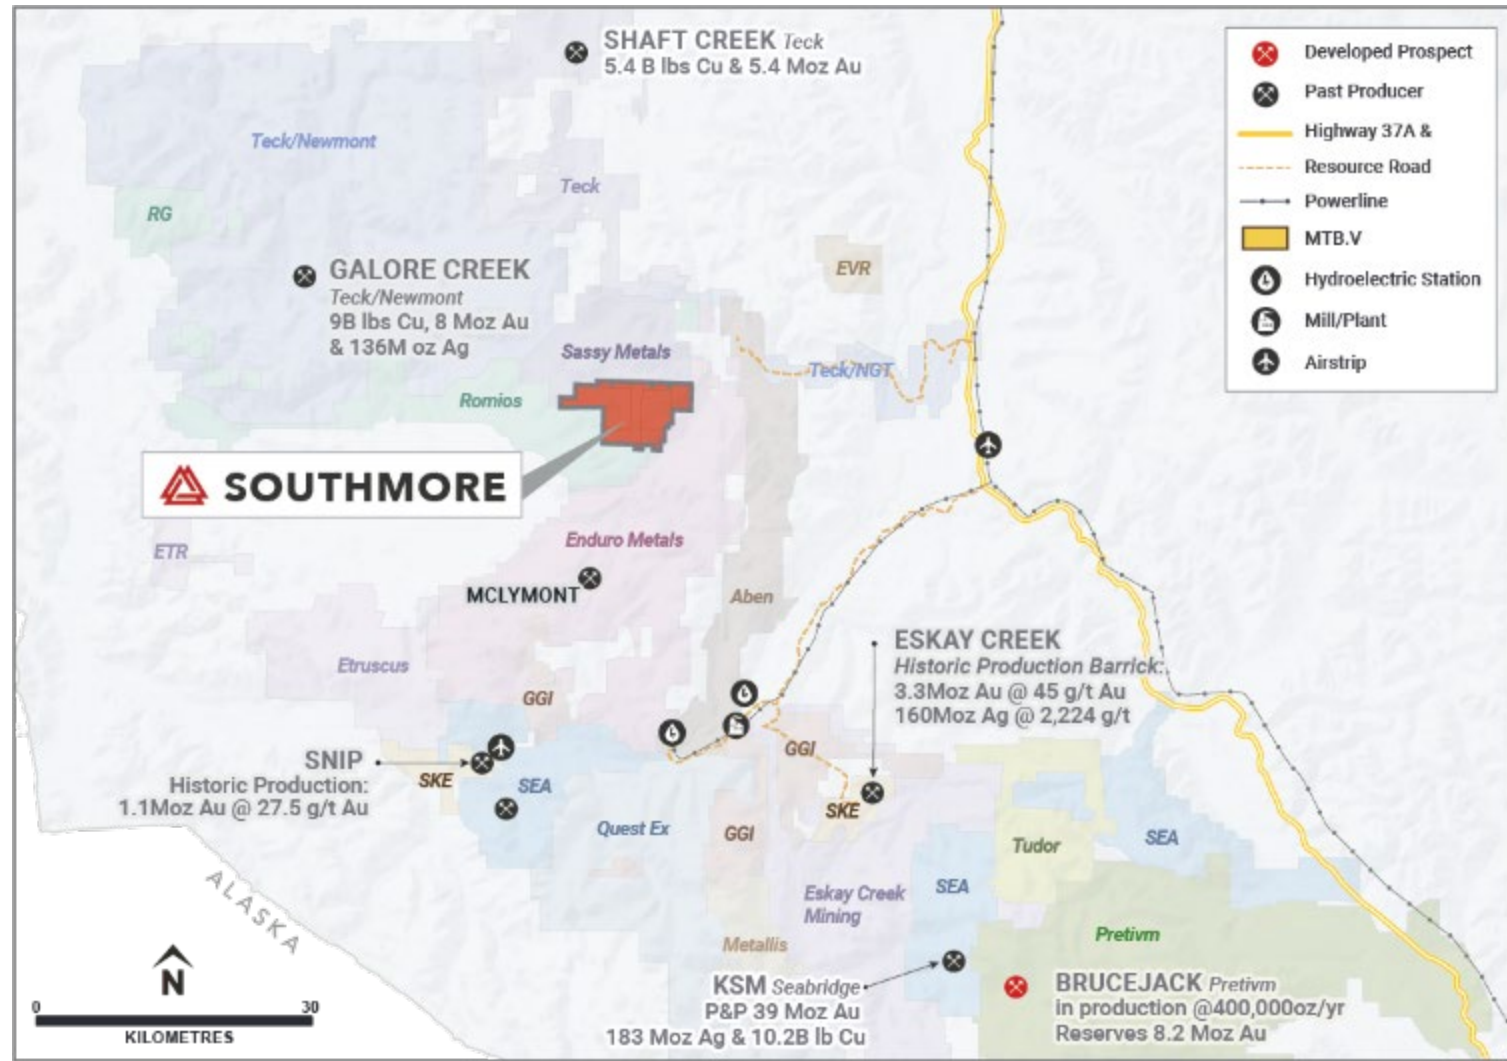 SHAFT CREEK Teck
5.4 B lbs Cu & 5.4 Moz Au
Developed Prospect
Past Producer
Highway 37A &
Resource Road
Powerline
MTB.V
Hydroelectric Station
Mill/Plant
Airstrip
Teck/Newmont
Teck
RG
EVR
GALORE CREEK
Teck/Newmont
9B lbs Cu, 8 Moz Au
& 136M oz Ag
Sassy Metals
Teck/NGT
Romios
SOUTHMORE
Enduro Metals
ETR
MCLYMONT
Aben
Etruscus
ESKAY CREEK
Historic Production Barrick:
3.3Moz Au @ 45 g/t Au
160Moz Ag @ 2,224 g/t
GGI
GGI
SNIP
Historic Production:
1.1Moz Au @ 27.5 g/t Au
SKE
SEA
SKE
Quest Ex
GGI
Tudor
SEA
SEA
Eskay Creek
Mining
Metallis
Pretivm
ALASKA
N
0 30
KILOMETRES
KSM Seabridge
P&P 39 Moz Au
183 Moz Ag & 10.2B lb Cu
BRUCEJACK Pretivm
in production @400,000oz/yr
Reserves 8.2 Moz Au